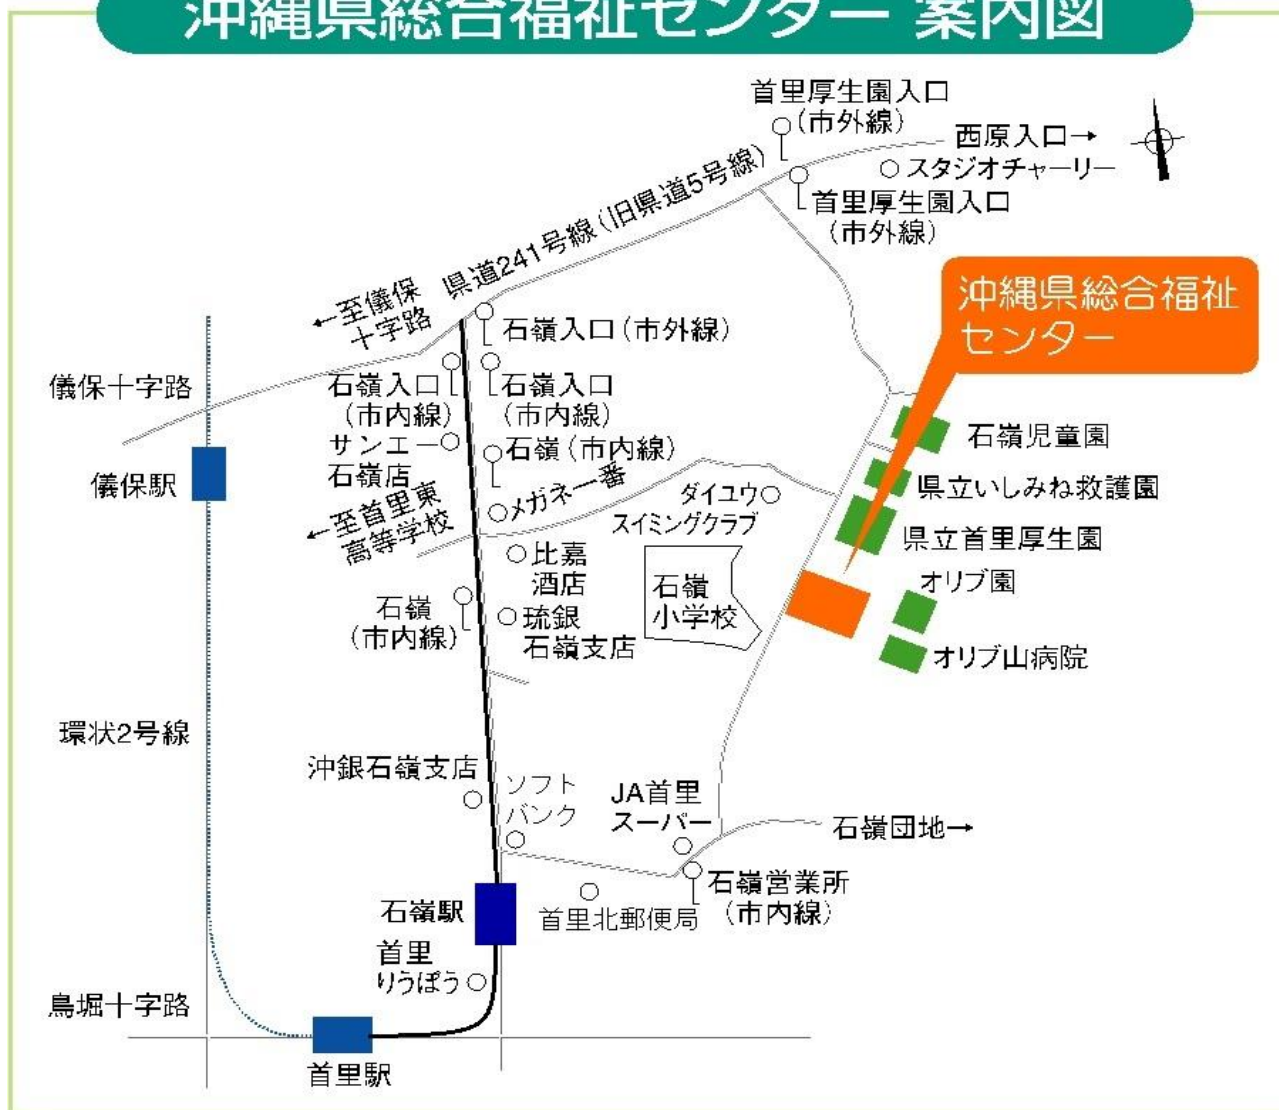 沖縄県総合福祉センター 案内図
首里厚生園入口
(市外線)
西原入口→
スタジオチャーリー
首里厚生園入口
(市外線)
県道241号線(旧県道5号線)
沖縄県総合福祉
センター
←至儀保
十字路
石嶺入口(市外線)
儀保十字路
石嶺入口
(市内線)
石嶺入口
(市内線)
サンエー
石嶺店
石嶺(市内線)
石嶺児童園
儀保駅
メガネ一番
ダイユウ
スイミングクラブ
県立いしみね救護園
←至首里東
高等学校
県立首里厚生園
比嘉
酒店
石嶺
小学校
オリブ園
石嶺
(市内線)
琉銀
石嶺支店
オリブ山病院
環状2号線
沖銀石嶺支店
ソフト
バンク
JA首里
スーパー
石嶺団地→
石嶺駅
首里北郵便局
石嶺営業所
(市内線)
首里
りうぼう
鳥堀十字路
首里駅